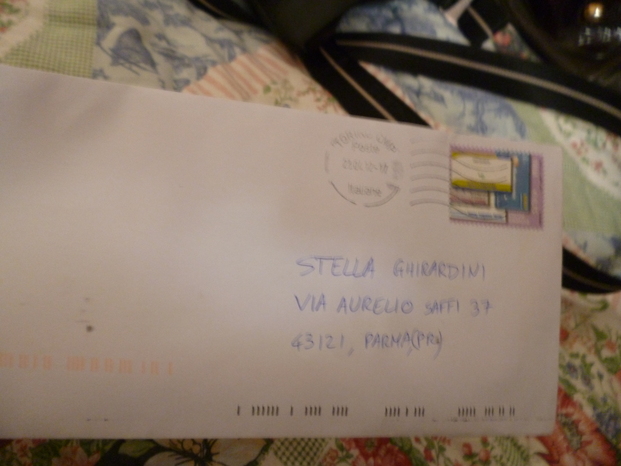 STELLA GHIRARDINI
VIA AURELIO SAFFI 37
43121, PARMA(PR)